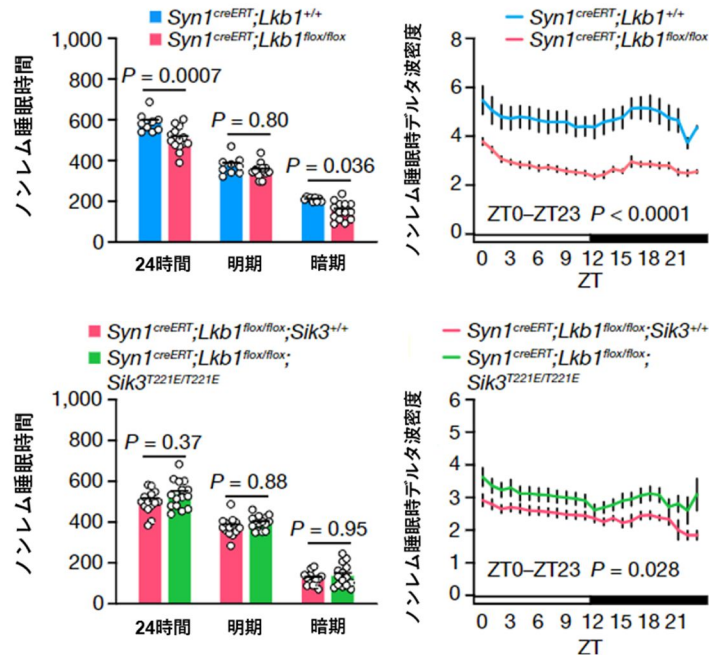 Syn1creERT;Lkb1+/+
Syn1creERT;Lkb1flox/flox
ノンレム睡眠時間
1,000
800
600
400
200
0
P = 0.0007
P = 0.80
P = 0.036
24時間
明期
暗期
Syn1creERT;Lkb1+/+
Syn1creERT;Lkb1flox/flox
ノンレム睡眠時デルタ波密度
8
6
4
2
0
ZT0–ZT23 P < 0.0001
0 3 6 9 12 15 18 21
ZT
Syn1creERT;Lkb1flox/flox;Sik3+/+
Syn1creERT;Lkb1flox/flox;
Sik3T221E/T221E
ノンレム睡眠時間
1,000
800
600
400
200
0
P = 0.37
P = 0.88
P = 0.95
24時間
明期
暗期
Syn1creERT;Lkb1flox/flox;Sik3+/+
Syn1creERT;Lkb1flox/flox;
Sik3T221E/T221E
ノンレム睡眠時デルタ波密度
6
5
4
3
2
1
0
ZT0–ZT23 P = 0.028
0 3 6 9 12 15 18 21
ZT